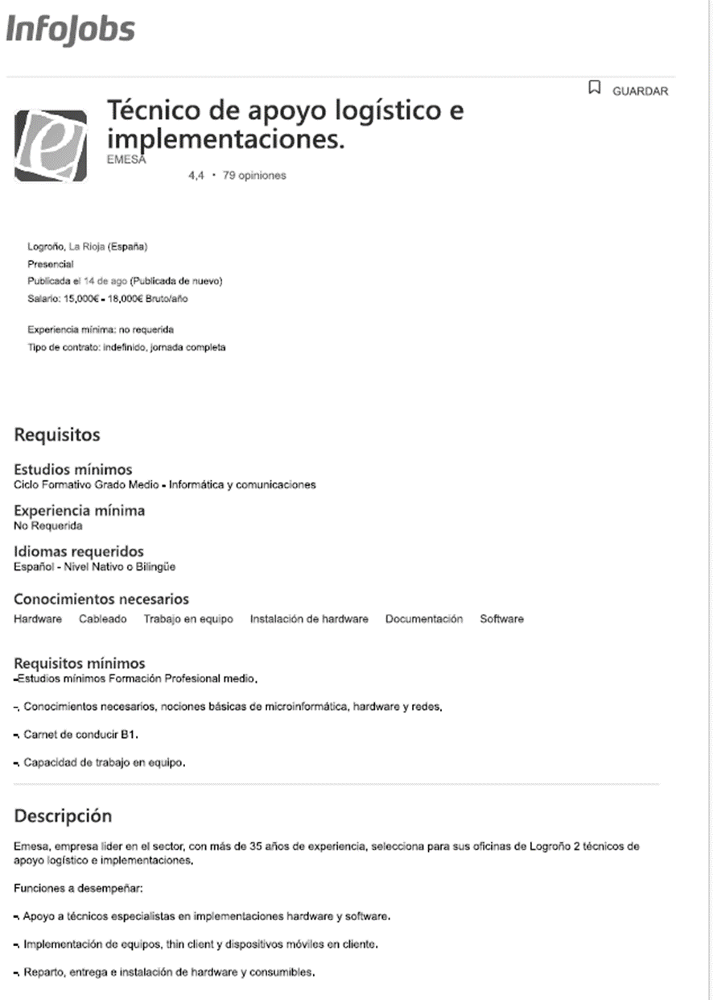 InfoJobs
GUARDAR
Técnico de apoyo logístico e
implementaciones.
EMESA
4,4 · 79 opiniones
Logroño, La Rioja (España)
Presencial
Publicada el 14 de ago (Publicada de nuevo)
Salario: 15,000€ - 18,000€ Bruto/año
Experiencia mínima: no requerida
Tipo de contrato: indefinido, jornada completa
Requisitos
Estudios mínimos
Ciclo Formativo Grado Medio - Informática y comunicaciones
Experiencia mínima
No Requerida
Idiomas requeridos
Español - Nivel Nativo o Bilingüe
Conocimientos necesarios
Hardware Cableado Trabajo en equipo Instalación de hardware Documentación Software
Requisitos mínimos
-Estudios mínimos Formación Profesional medio.
-. Conocimientos necesarios, nociones básicas de microinformática, hardware y redes.
-. Carnet de conducir B1.
-. Capacidad de trabajo en equipo.
Descripción
Emesa, empresa lider en el sector, con más de 35 años de experiencia, selecciona para sus oficinas de Logroño 2 técnicos de
apoyo logístico e implementaciones.
Funciones a desempeñar:
-. Apoyo a técnicos especialistas en implementaciones hardware y software.
-. Implementación de equipos, thin client y dispositivos móviles en cliente.
-. Reparto, entrega e instalación de hardware y consumibles.